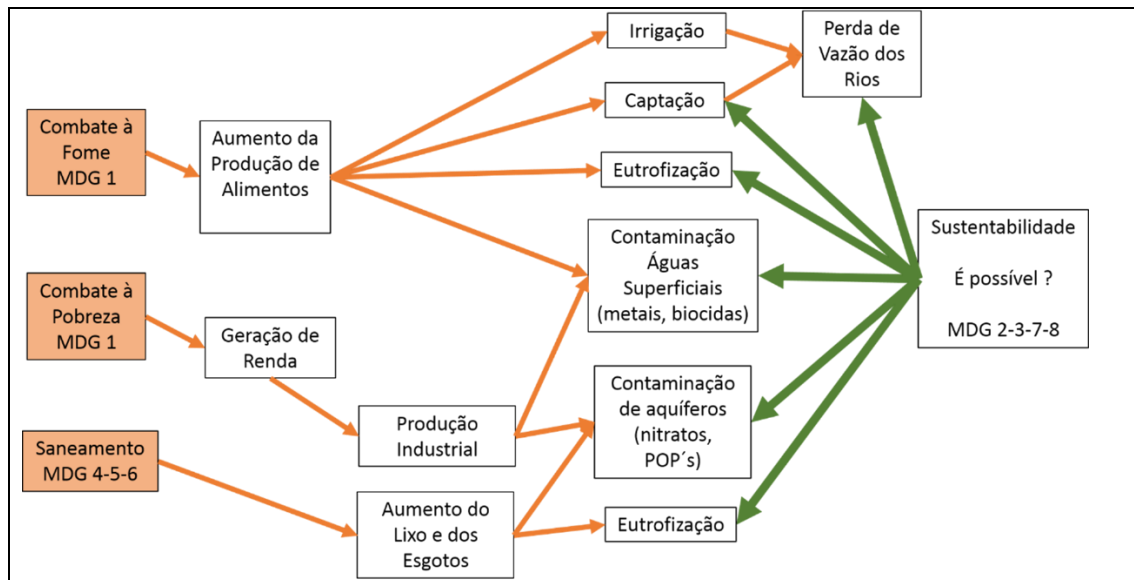 Combate à
Fome
MDG 1
Aumento da
Produção de
Alimentos
Irrigação
Captação
Eutrofização
Perda de
Vazão dos
Rios
Contaminação
Águas
Superficiais
(metais, biocidas)
Sustentabilidade
É possível ?
MDG 2-3-7-8
Combate à
Pobreza
MDG 1
Geração de
Renda
Produção
Industrial
Contaminação
de aquíferos
(nitratos,
POP´s)
Saneamento
MDG 4-5-6
Aumento do
Lixo e dos
Esgotos
Eutrofização